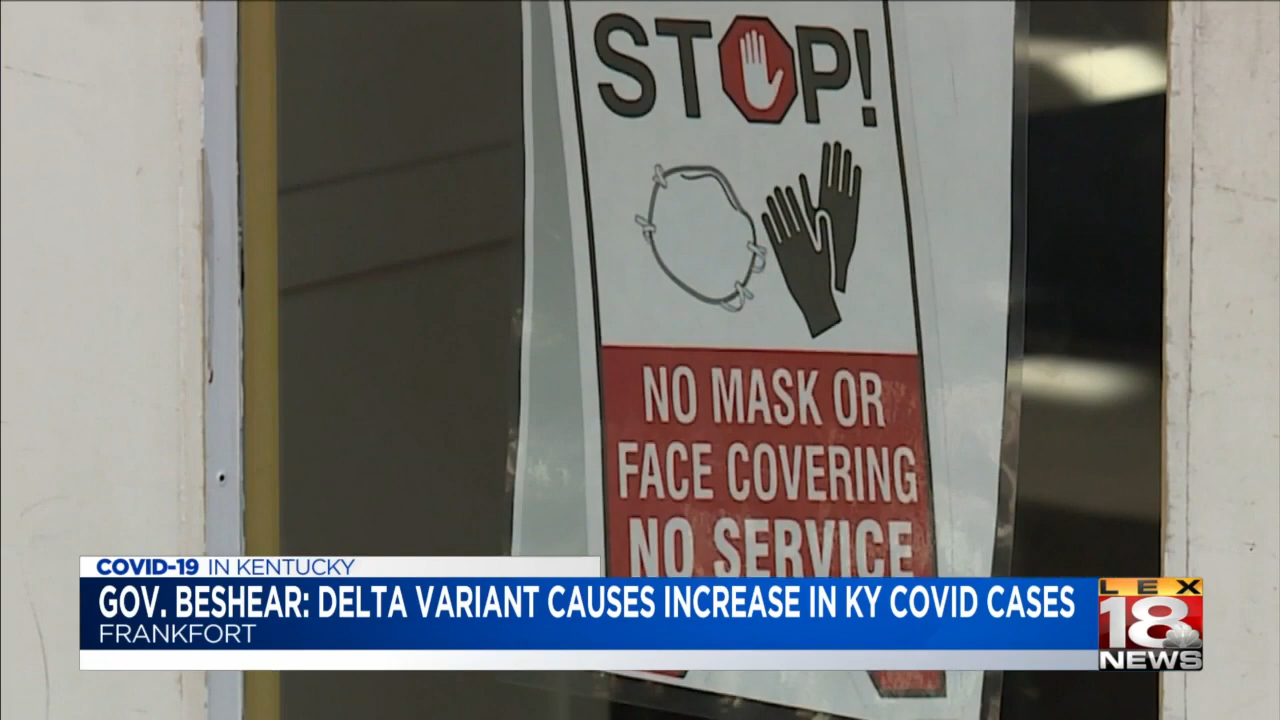 STOP!
NO MASK OR
FACE COVERING
NO SERVICE
COVID-19 IN KENTUCKY
GOV. BESHEAR: DELTA VARIANT CAUSES INCREASE IN KY COVID CASES
FRANKFORT
LEX
18
NEWS